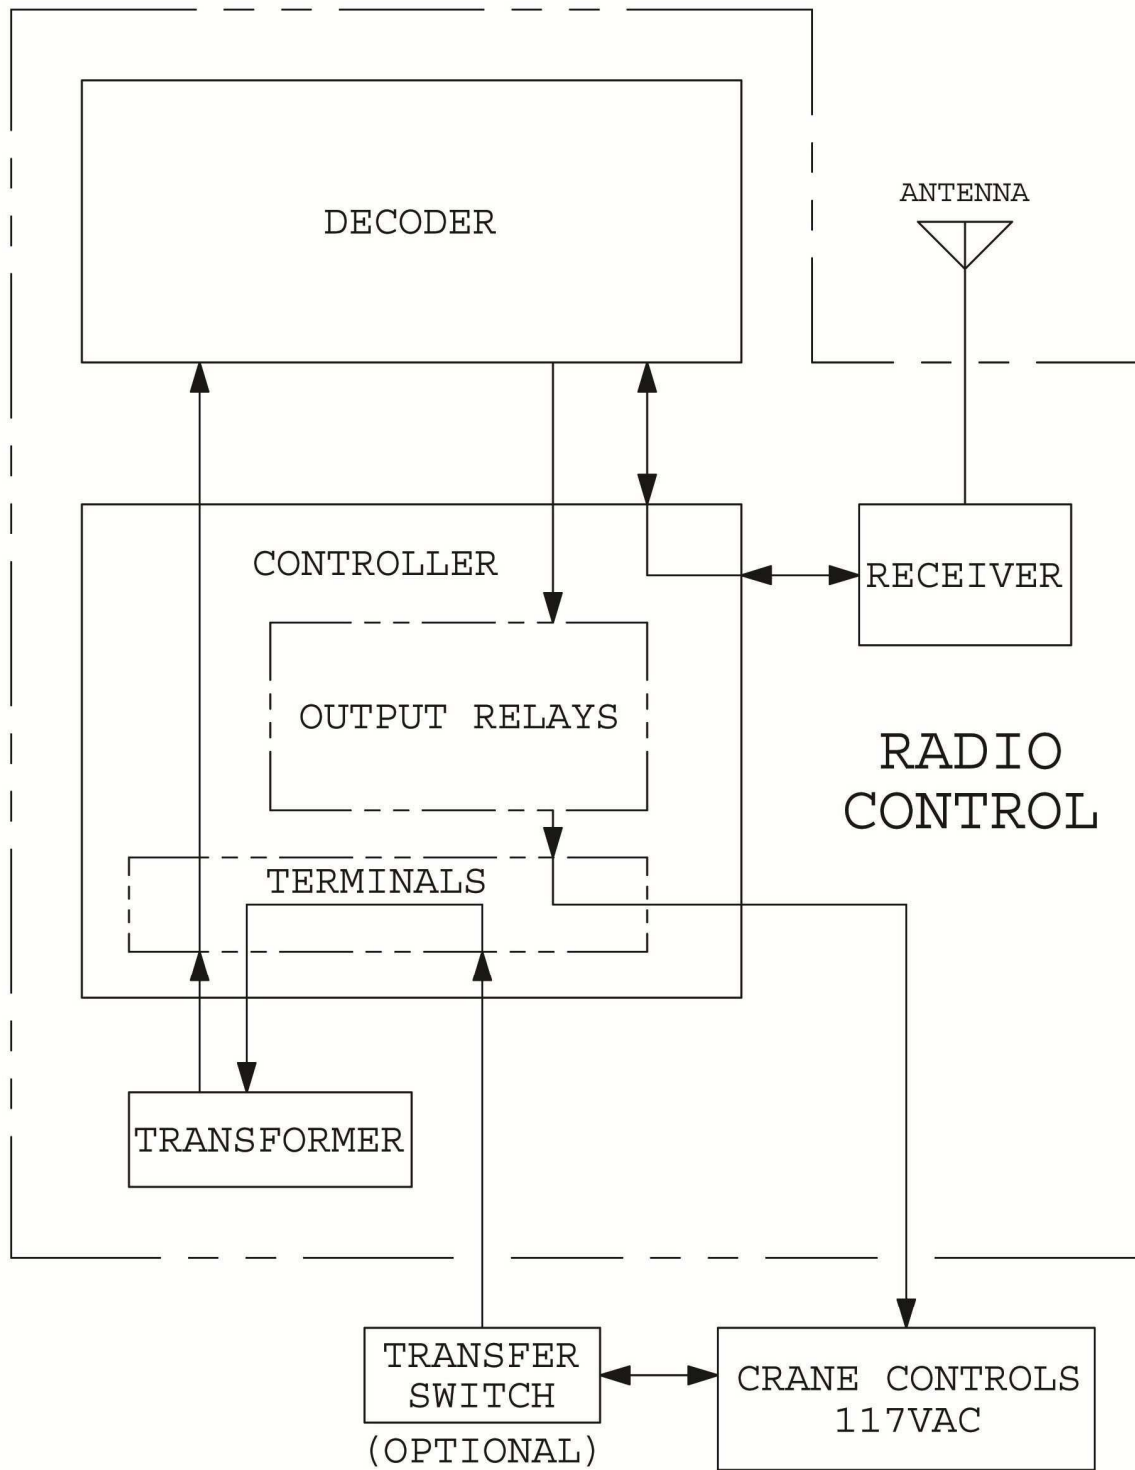 ANTENNA
DECODER
CONTROLLER
RECEIVER
OUTPUT RELAYS
RADIO
CONTROL
TERMINALS
TRANSFORMER
TRANSFER
SWITCH
(OPTIONAL)
CRANE CONTROLS
117VAC